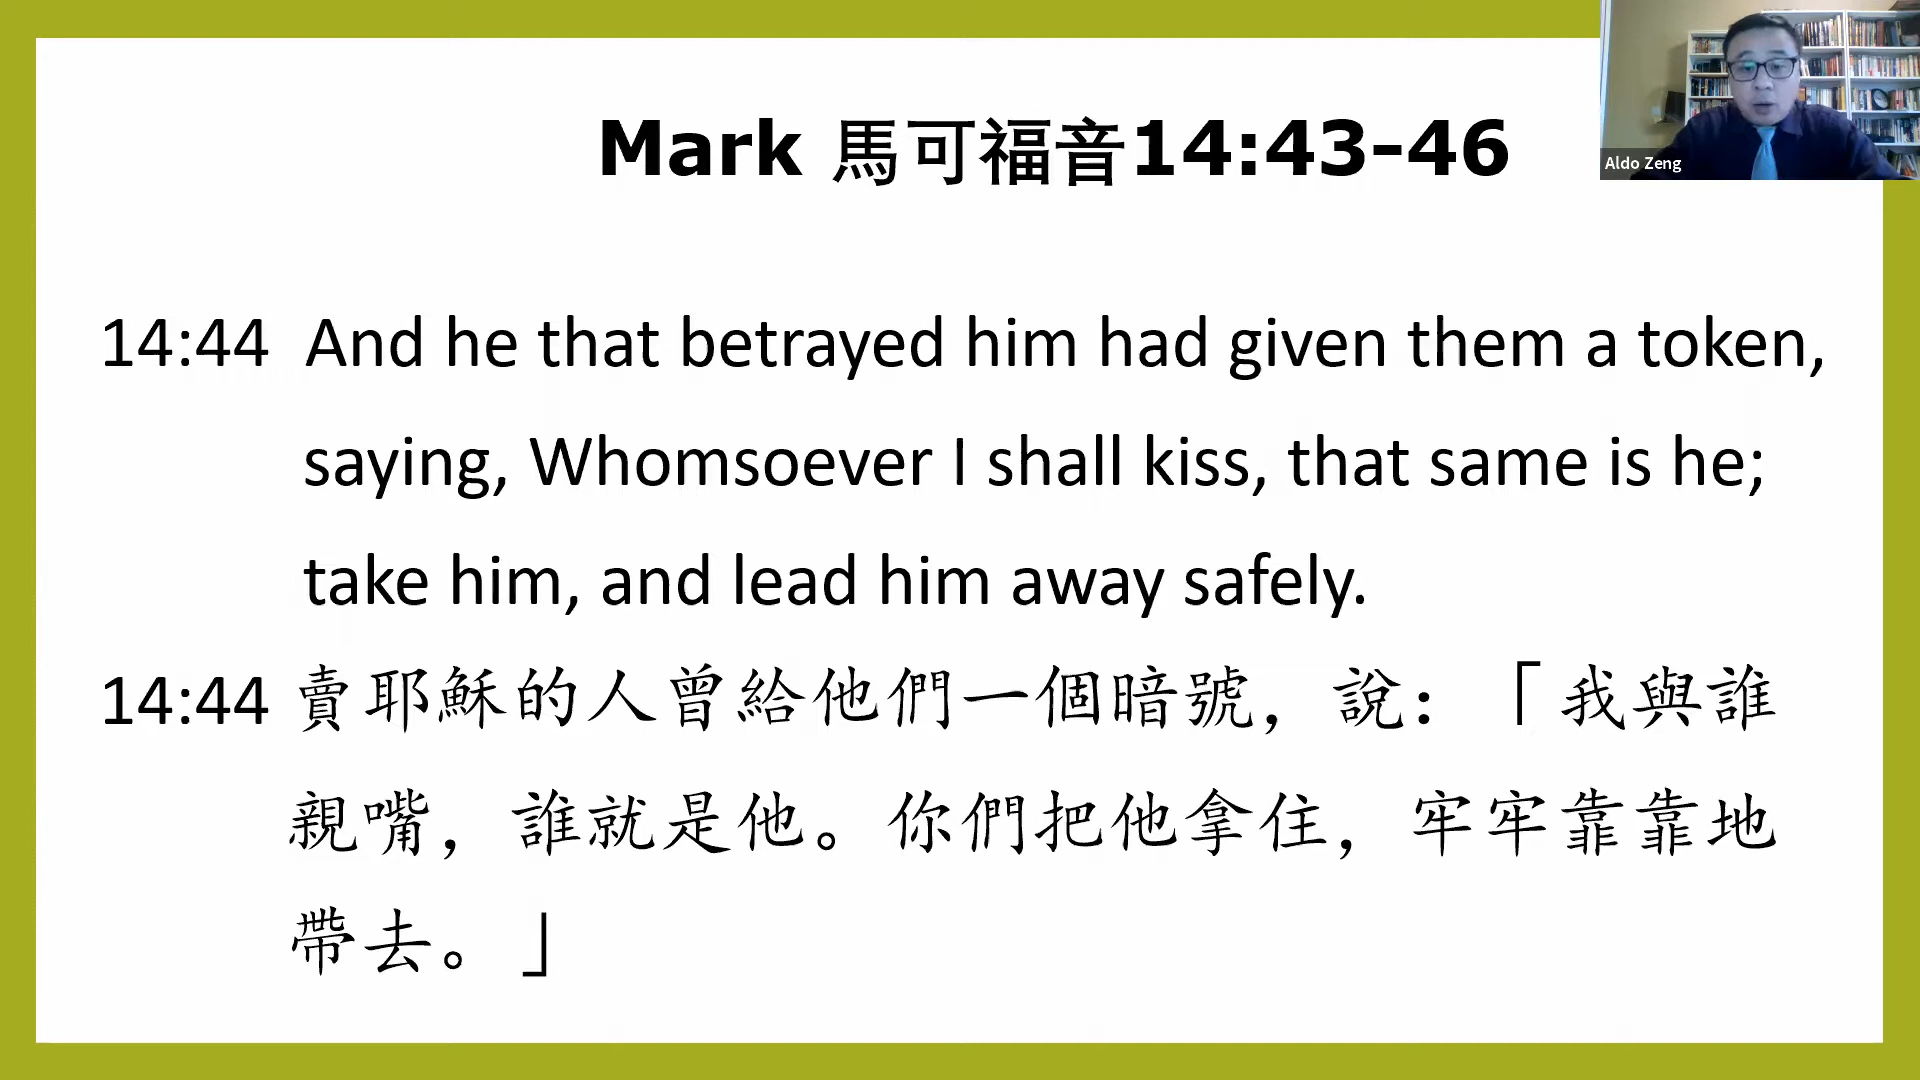 Mark 馬可福音14:43-46
Aldo Zeng
14:44 And he that betrayed him had given them a token,
saying, Whomsoever I shall kiss, that same is he;
take him, and lead him away safely.
14:44 賣耶穌的人曾給他們一個暗號，說：「我與誰
親嘴，誰就是他。你們把他拿住，牢牢靠靠地
帶去。」